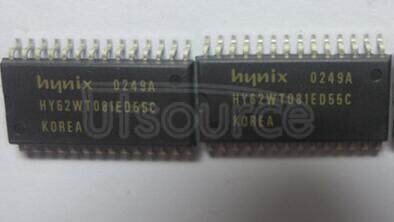 hynix 0249A
HY62WT081ED55C
KOREA
hynix 0249A
HY62WT081ED55C
KOREA
utsource